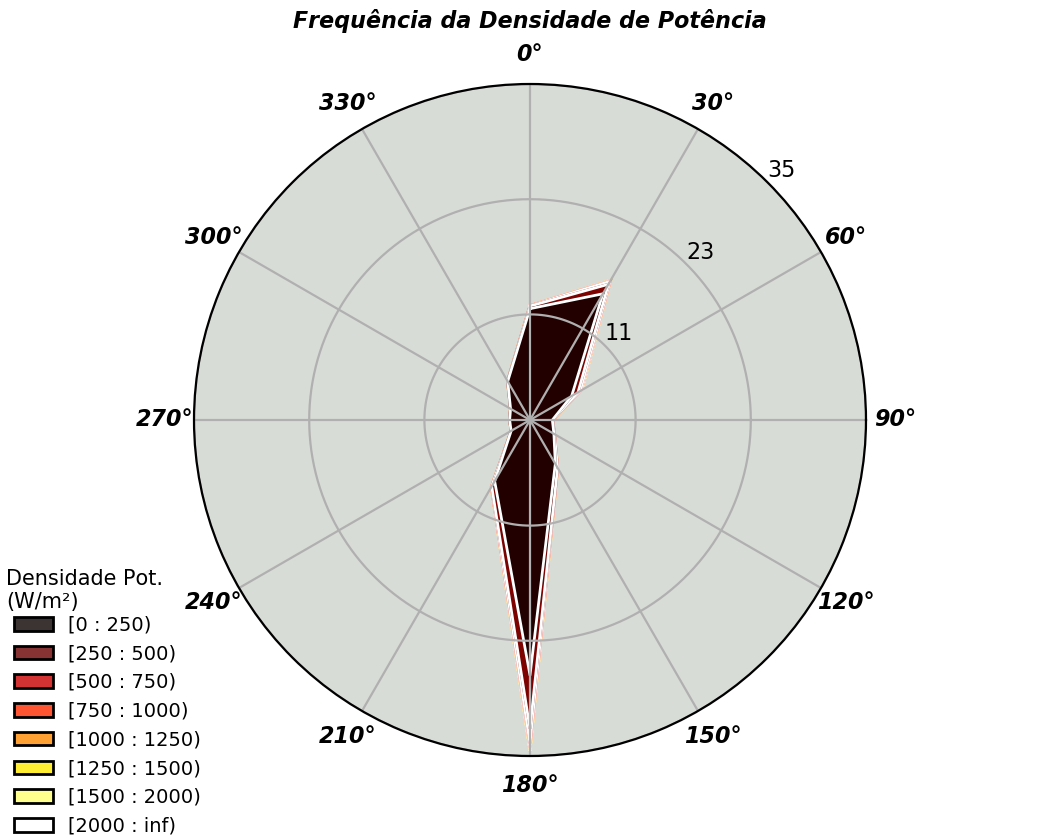 Frequência da Densidade de Potência
0°
330°
30°
35
300°
60°
23
11
270°
90°
Densidade Pot.
(W/m²)
240°
120°
[0 : 250)
[250 : 500)
[500 : 750)
[750 : 1000)
210°
150°
[1000 : 1250)
[1250 : 1500)
180°
[1500 : 2000)
[2000 : inf)